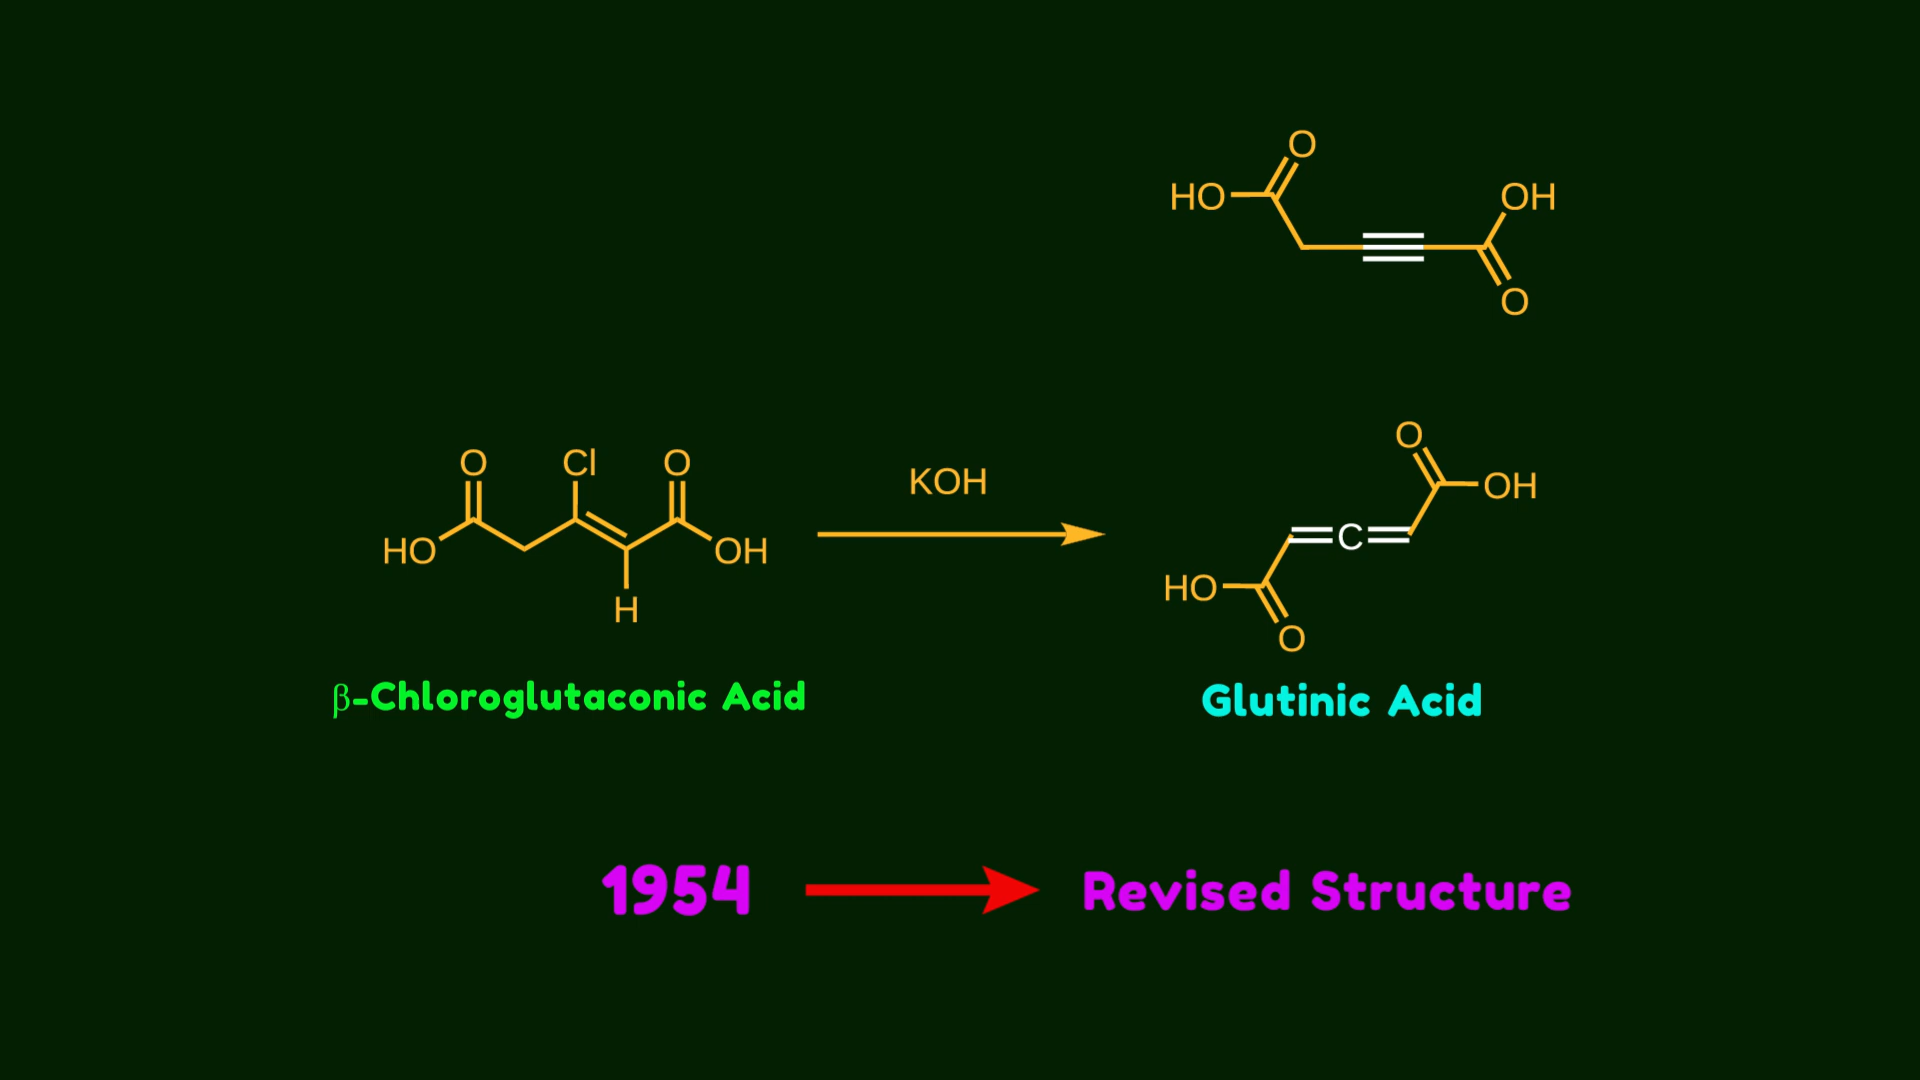 O
HO
OH
O
O
OH
O Cl O
KOH
C
HO OH
HO
H
O
β-Chloroglutaconic Acid
Glutinic Acid
1954
Revised Structure